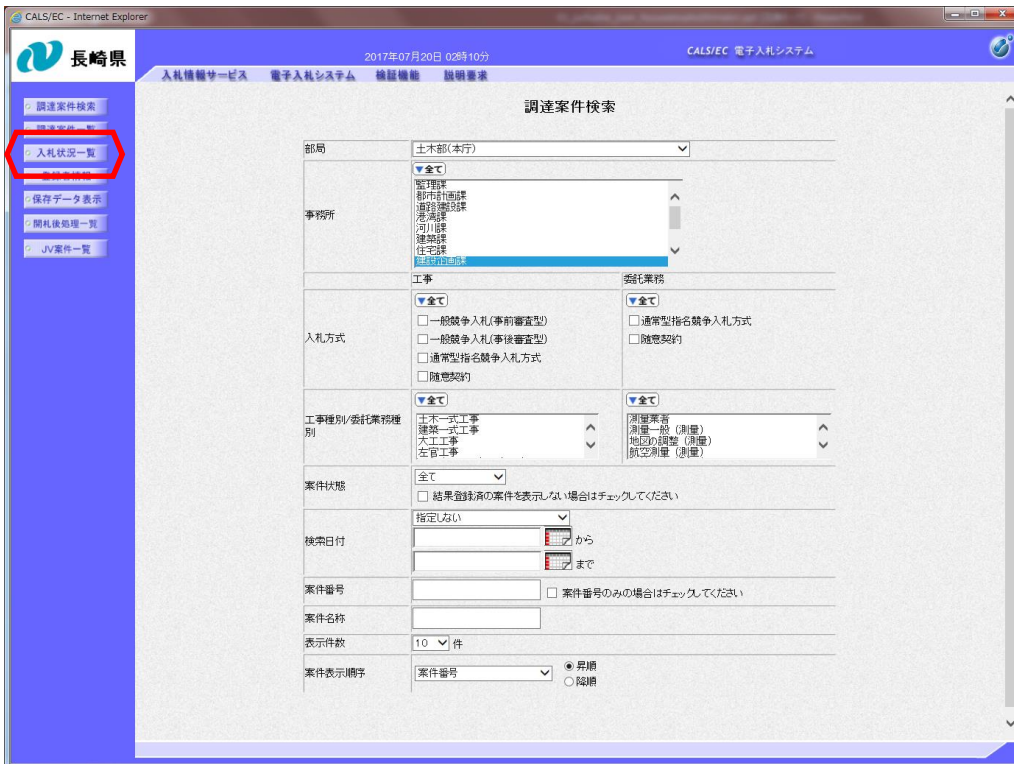 CALS/EC - Internet Explorer
長崎県
2017年07月20日 02時10分
CALS/EC 電子入札システム
入札情報サービス 電子入札システム 検証機能 説明要求
調達案件検索
調達案件一覧
入札状況一覧
登録者情報
保存データ表示
開札後処理一覧
JV案件一覧
調達案件検索
部局 土木部(本庁)
事務所
▼全て
監理課
都市計画課
道路建設課
港湾課
河川課
建築課
住宅課
建設企画課
工事 委託業務
入札方式
▼全て ▼全て
一般競争入札(事前審査型) 通常型指名競争入札方式
一般競争入札(事後審査型) 随意契約
通常型指名競争入札方式
随意契約
工事種別/委託業務種別
▼全て ▼全て
土木一式工事 測量業者
建築一式工事 測量一般 (測量)
大工工事 地図の調整 (測量)
左官工事 航空測量 (測量)
案件状態 全て
結果登録済の案件を表示しない場合はチェックしてください
検索日付 指定しない
から
まで
案件番号 案件番号のみの場合はチェックしてください
案件名称
表示件数 10 件
案件表示順序 案件番号 昇順
降順